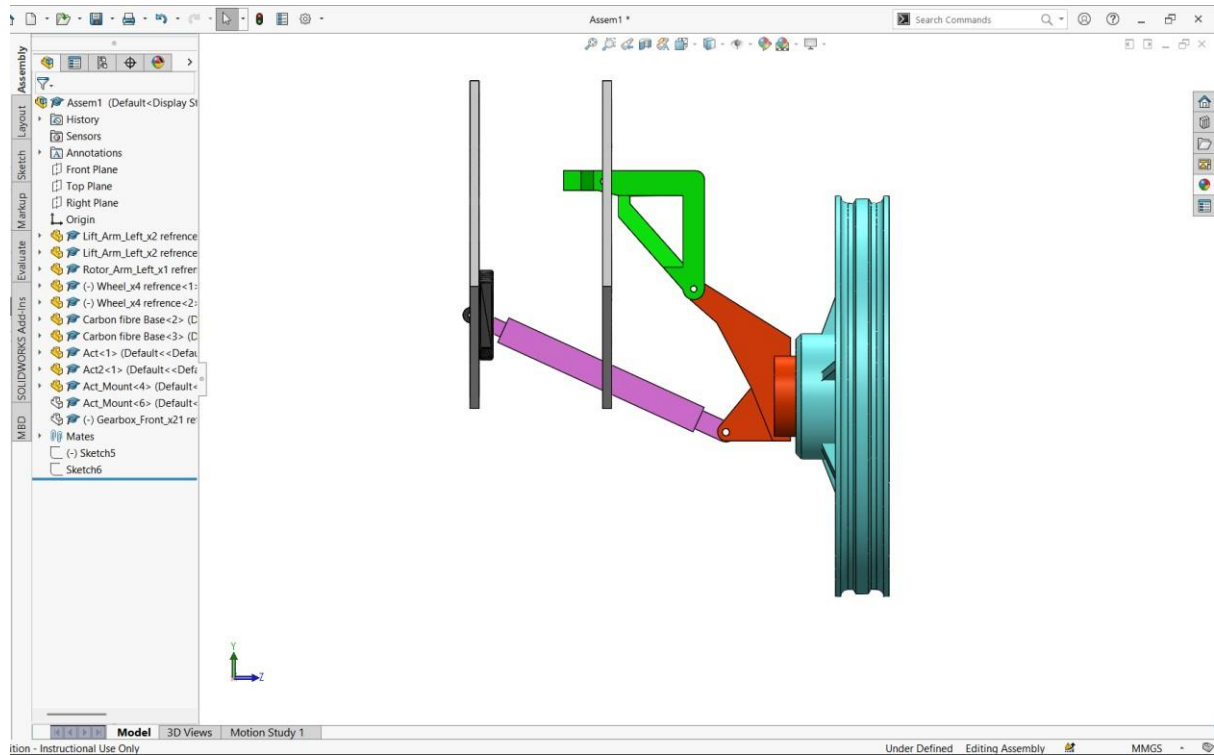 Assem1 *
Search Commands
Assembly
Layout
Sketch
Markup
Evaluate
SOLIDWORKS Add-Ins
MBD
Assem1 (Default<Display St
History
Sensors
Annotations
Front Plane
Top Plane
Right Plane
Origin
Lift_Arm_Left_x2 refrence
Lift_Arm_Left_x2 refrence
Rotor_Arm_Left_x1 refrer
(-) Wheel_x4 refrence<1>
(-) Wheel_x4 refrence<2>
Carbon fibre Base<2> (D
Carbon fibre Base<3> (D
Act<1> (Default<<Defau
Act2<1> (Default<<Defa
Act_Mount<4> (Default<
Act_Mount<6> (Default<
(-) Gearbox_Front_x21 re
Mates
(-) Sketch5
Sketch6
Y
Z
Model
3D Views
Motion Study 1
ition - Instructional Use Only
Under Defined
Editing Assembly
MMGS